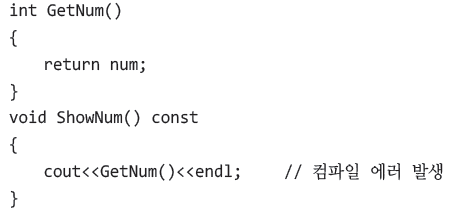 int GetNum()
{
    return num;
}
void ShowNum() const
{
    cout<<GetNum()<<endl;     // 컴파일 에러 발생
}